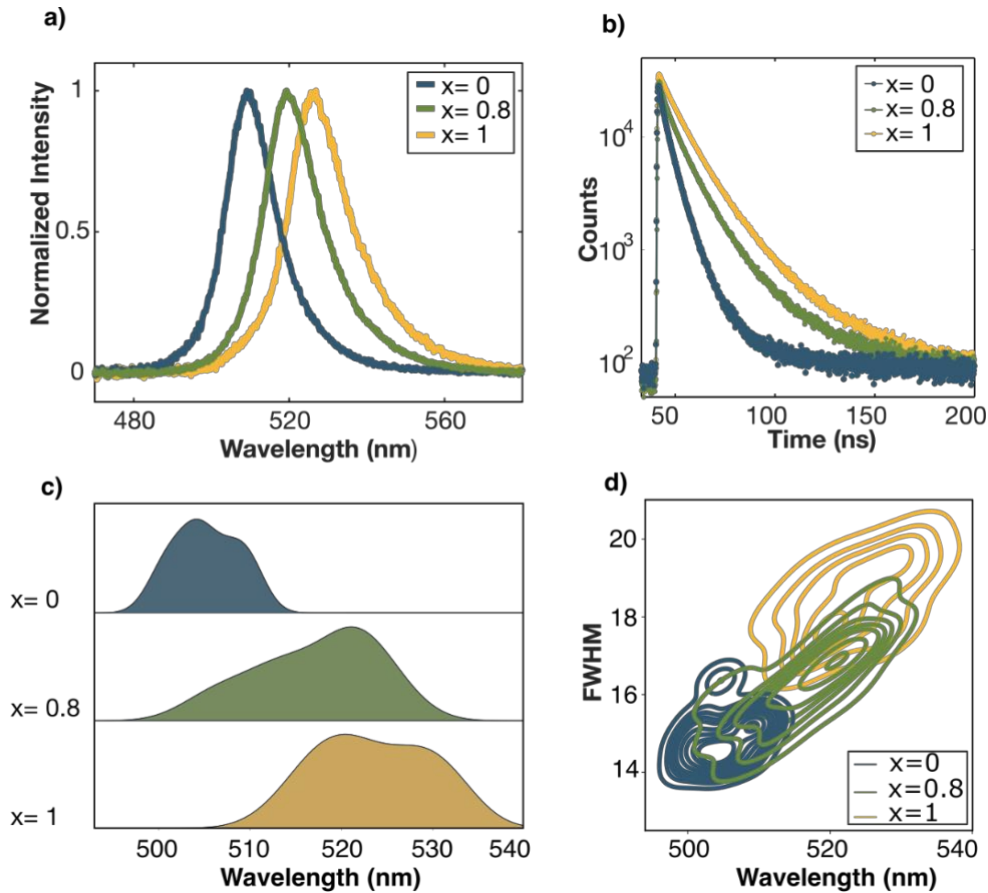 a)
Normalized Intensity
1
0.5
0
480
520
560
Wavelength (nm)
x= 0
x= 0.8
x= 1
b)
Counts
10^4
10^3
10^2
50
100
150
200
Time (ns)
x= 0
x= 0.8
x= 1
c)
x= 0
x= 0.8
x= 1
500
510
520
530
540
Wavelength (nm)
d)
FWHM
20
18
16
14
500
520
540
Wavelength (nm)
x=0
x=0.8
x=1